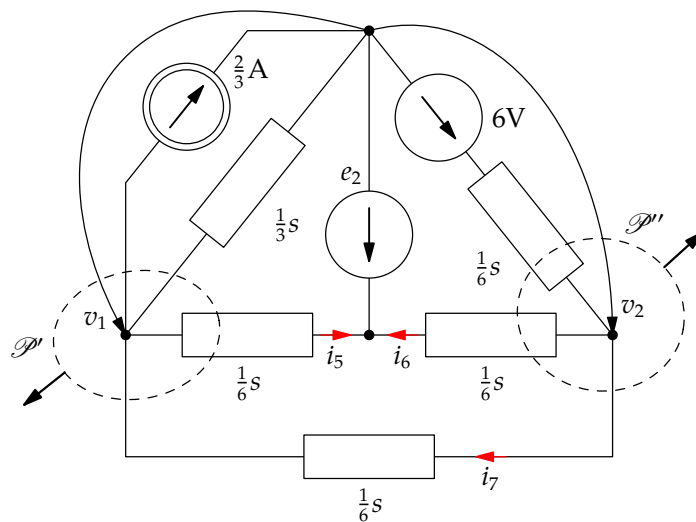 2/3 A
6V
e₂
1/3 s
1/6 s
𝒫″
v₁
v₂
𝒫′
i₅
i₆
1/6 s
1/6 s
i₇
1/6 s